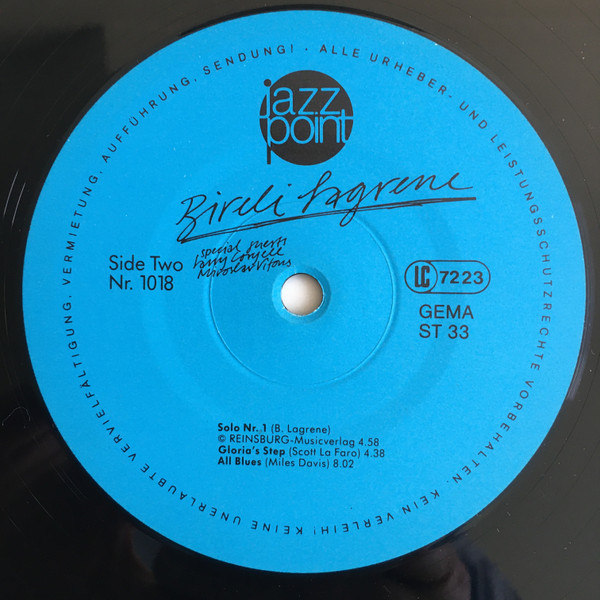 KEINE UNERLAUBTE VERVIELFÄLTIGUNG, VERMIETUNG, AUFFÜHRUNG, SENDUNG! · ALLE URHEBER- UND LEISTUNGSSCHUTZRECHTE VORBEHALTEN. KEIN VERLEIH!
jazz
point
Bireli Lagrene
special guests
Larry Coryell
Miroslav Vitous
Side Two
Nr. 1018
LC 7223
GEMA
ST 33
Solo Nr. 1 (B. Lagrene)
© REINSBURG-Musicverlag 4.58
Gloria's Step (Scott La Faro) 4.38
All Blues (Miles Davis) 8.02